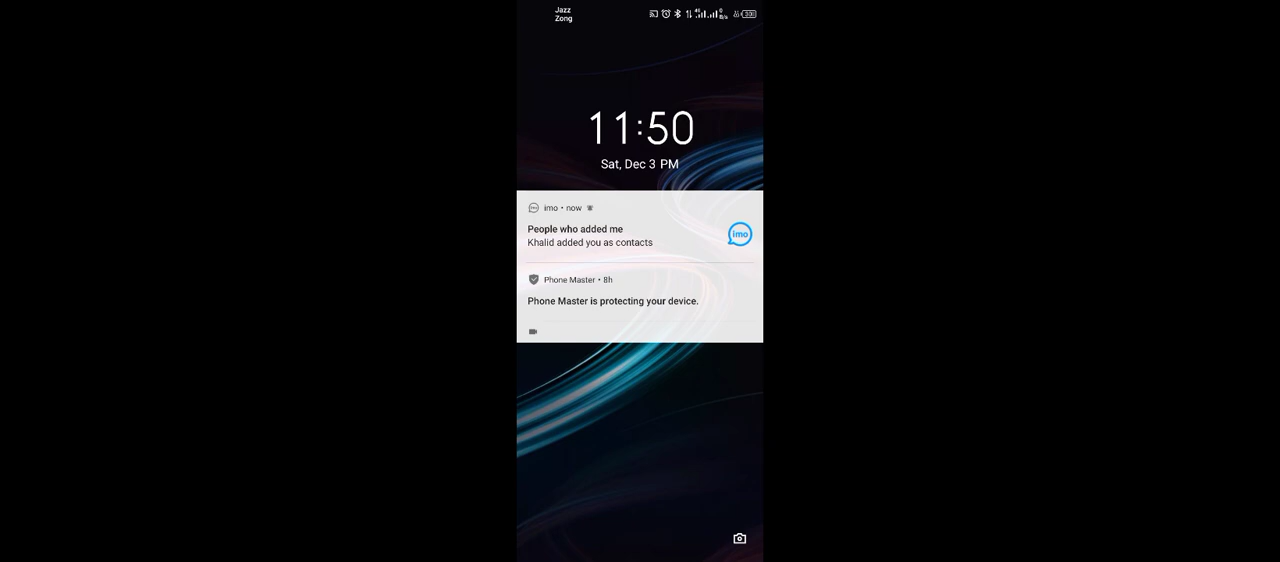 Jazz
Zong
11:50
Sat, Dec 3 PM
imo • now
People who added me
Khalid added you as contacts
imo
Phone Master • 8h
Phone Master is protecting your device.